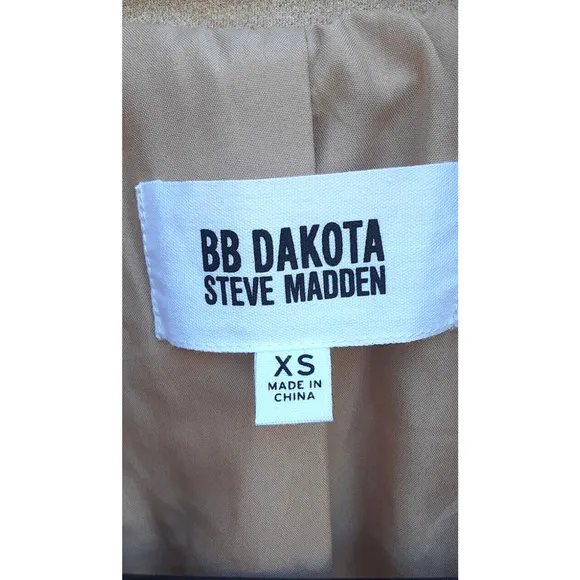 BB DAKOTA
STEVE MADDEN
XS
MADE IN
CHINA